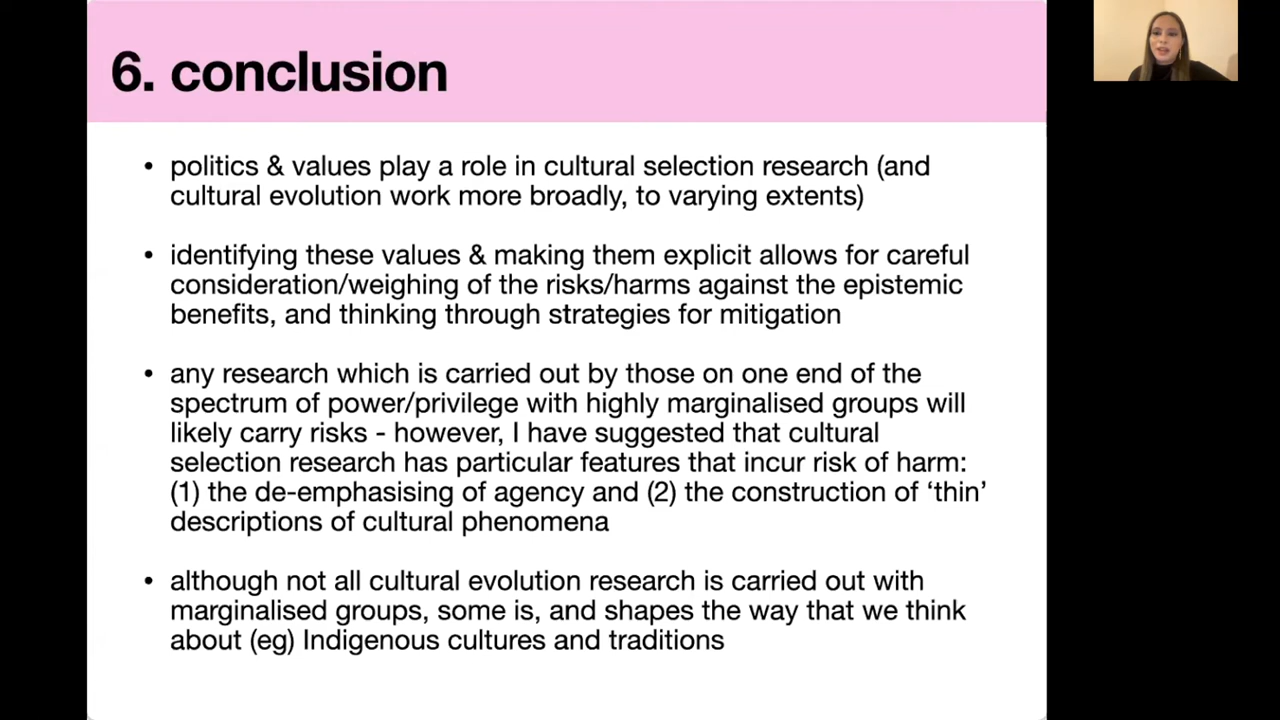 6. conclusion
• politics & values play a role in cultural selection research (and
cultural evolution work more broadly, to varying extents)
• identifying these values & making them explicit allows for careful
consideration/weighing of the risks/harms against the epistemic
benefits, and thinking through strategies for mitigation
• any research which is carried out by those on one end of the
spectrum of power/privilege with highly marginalised groups will
likely carry risks - however, I have suggested that cultural
selection research has particular features that incur risk of harm:
(1) the de-emphasising of agency and (2) the construction of ‘thin’
descriptions of cultural phenomena
• although not all cultural evolution research is carried out with
marginalised groups, some is, and shapes the way that we think
about (eg) Indigenous cultures and traditions